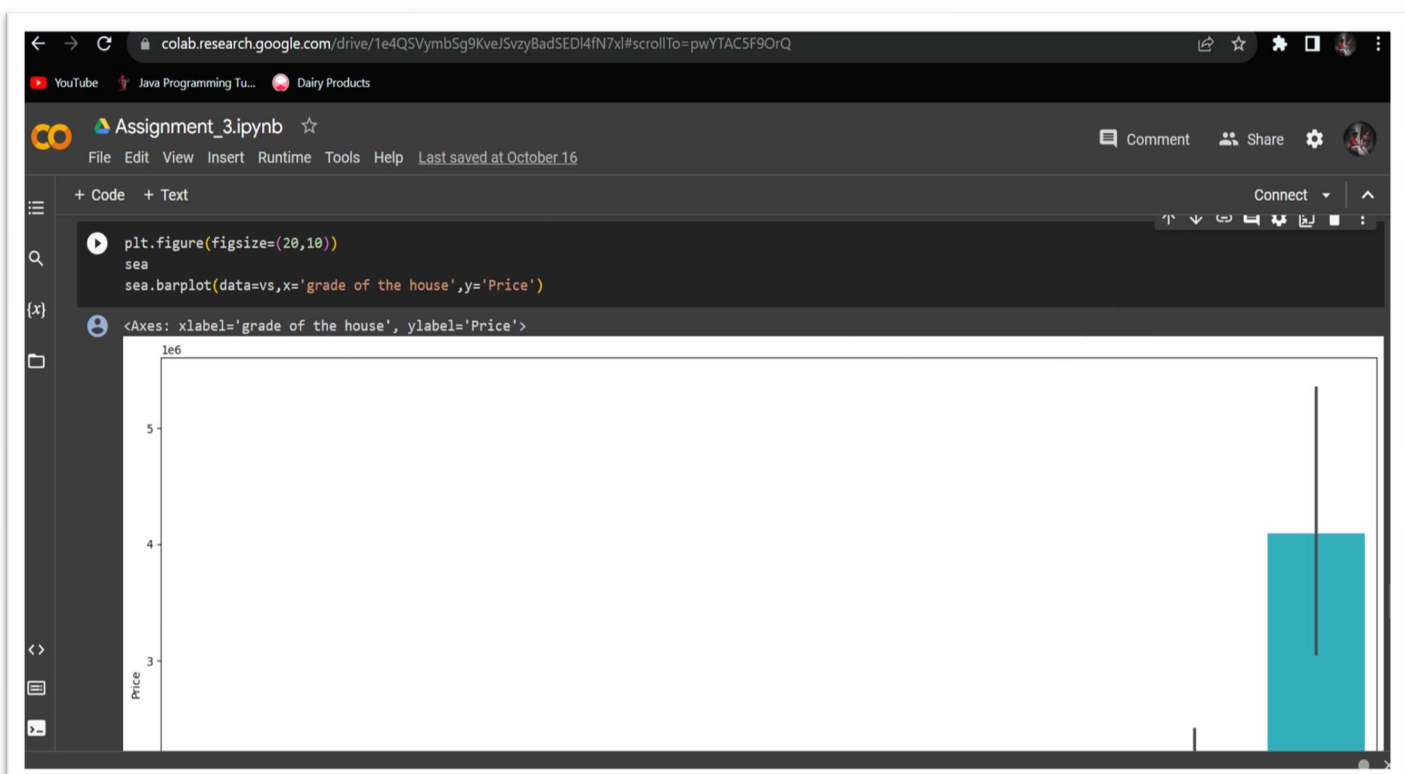 colab.research.google.com/drive/1e4QSVymbSg9KveJSvzyBadSEDl4fN7xl#scrollTo=pwYTAC5F9OrQ
YouTube Java Programming Tu... Dairy Products
CO Assignment_3.ipynb
Comment Share
File Edit View Insert Runtime Tools Help Last saved at October 16
+ Code + Text Connect
plt.figure(figsize=(20,10))
sea
sea.barplot(data=vs,x='grade of the house',y='Price')
{x}
<Axes: xlabel='grade of the house', ylabel='Price'>
1e6
5
4
3
Price